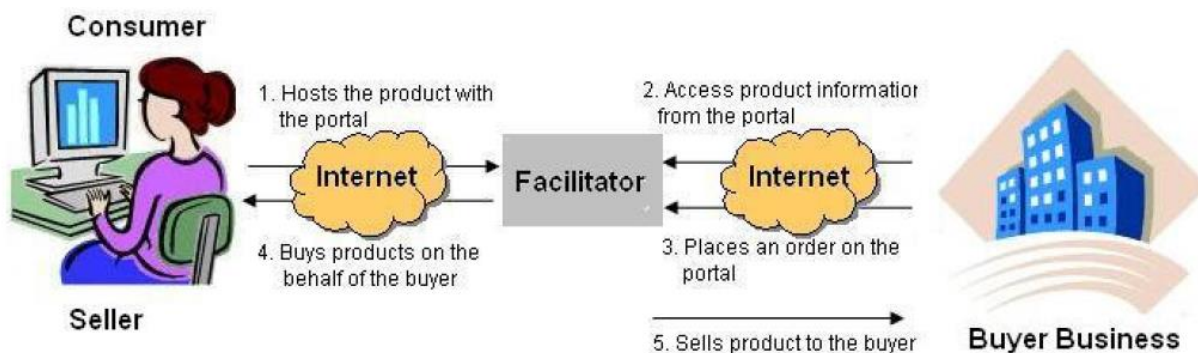 Consumer
1. Hosts the product with
the portal
2. Access product information
from the portal
Internet
Facilitator
Internet
4. Buys products on the
behalf of the buyer
3. Places an order on the
portal
Seller
5. Sells product to the buyer
Buyer Business